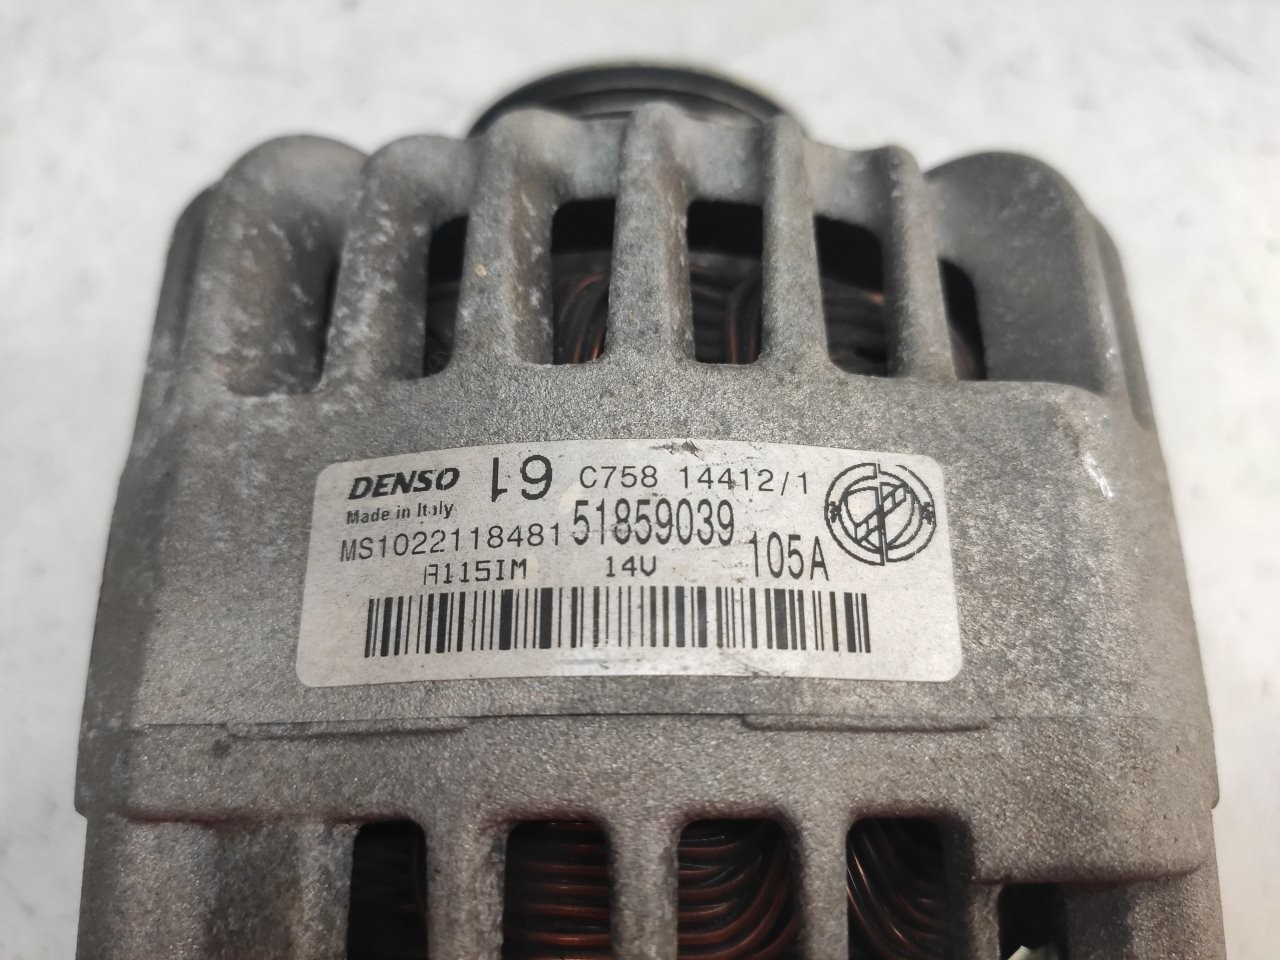 DENSO 19 C758 14412/1
Made in Italy
MS1022118481 51859039 105A
A115IM 14V